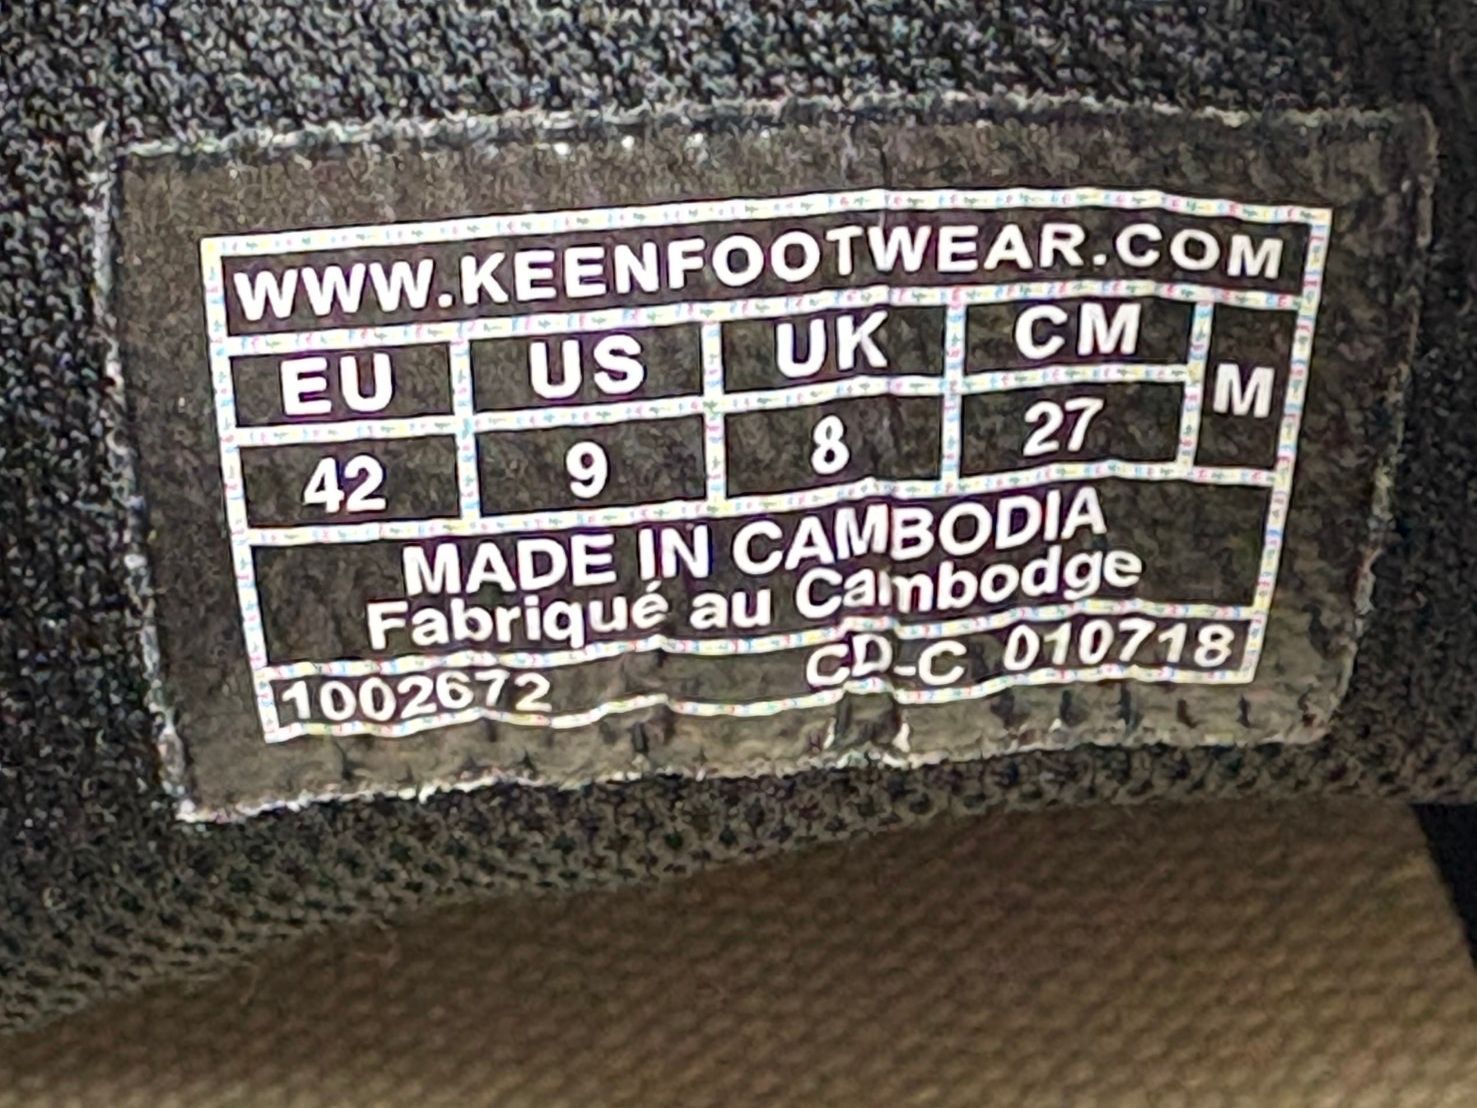 WWW.KEENFOOTWEAR.COM
EU US UK CM M
42 9 8 27
MADE IN CAMBODIA
Fabriqué au Cambodge
1002672 CD-C 010718